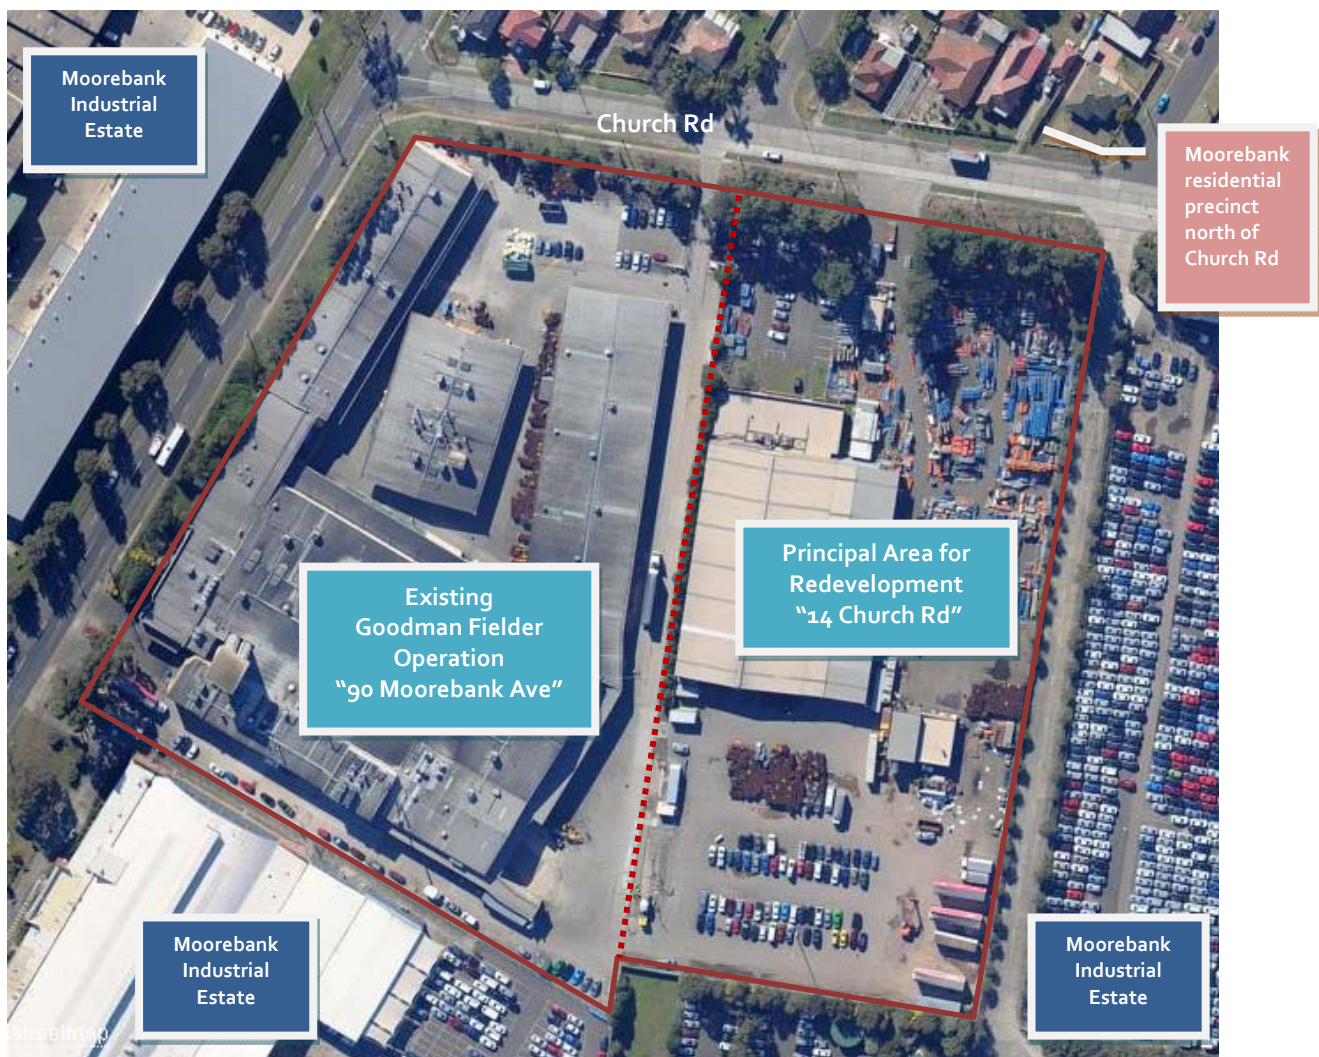 Moorebank
Industrial
Estate
Church Rd
Moorebank
residential
precinct
north of
Church Rd
Principal Area for
Redevelopment
“14 Church Rd”
Existing
Goodman Fielder
Operation
“90 Moorebank Ave”
Moorebank
Industrial
Estate
Moorebank
Industrial
Estate
streetmap